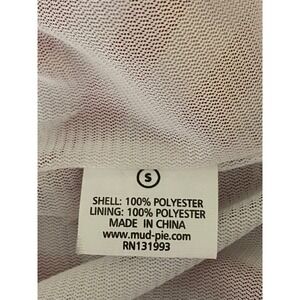 S
SHELL: 100% POLYESTER
LINING: 100% POLYESTER
MADE IN CHINA
www.mud-pie.com
RN131993